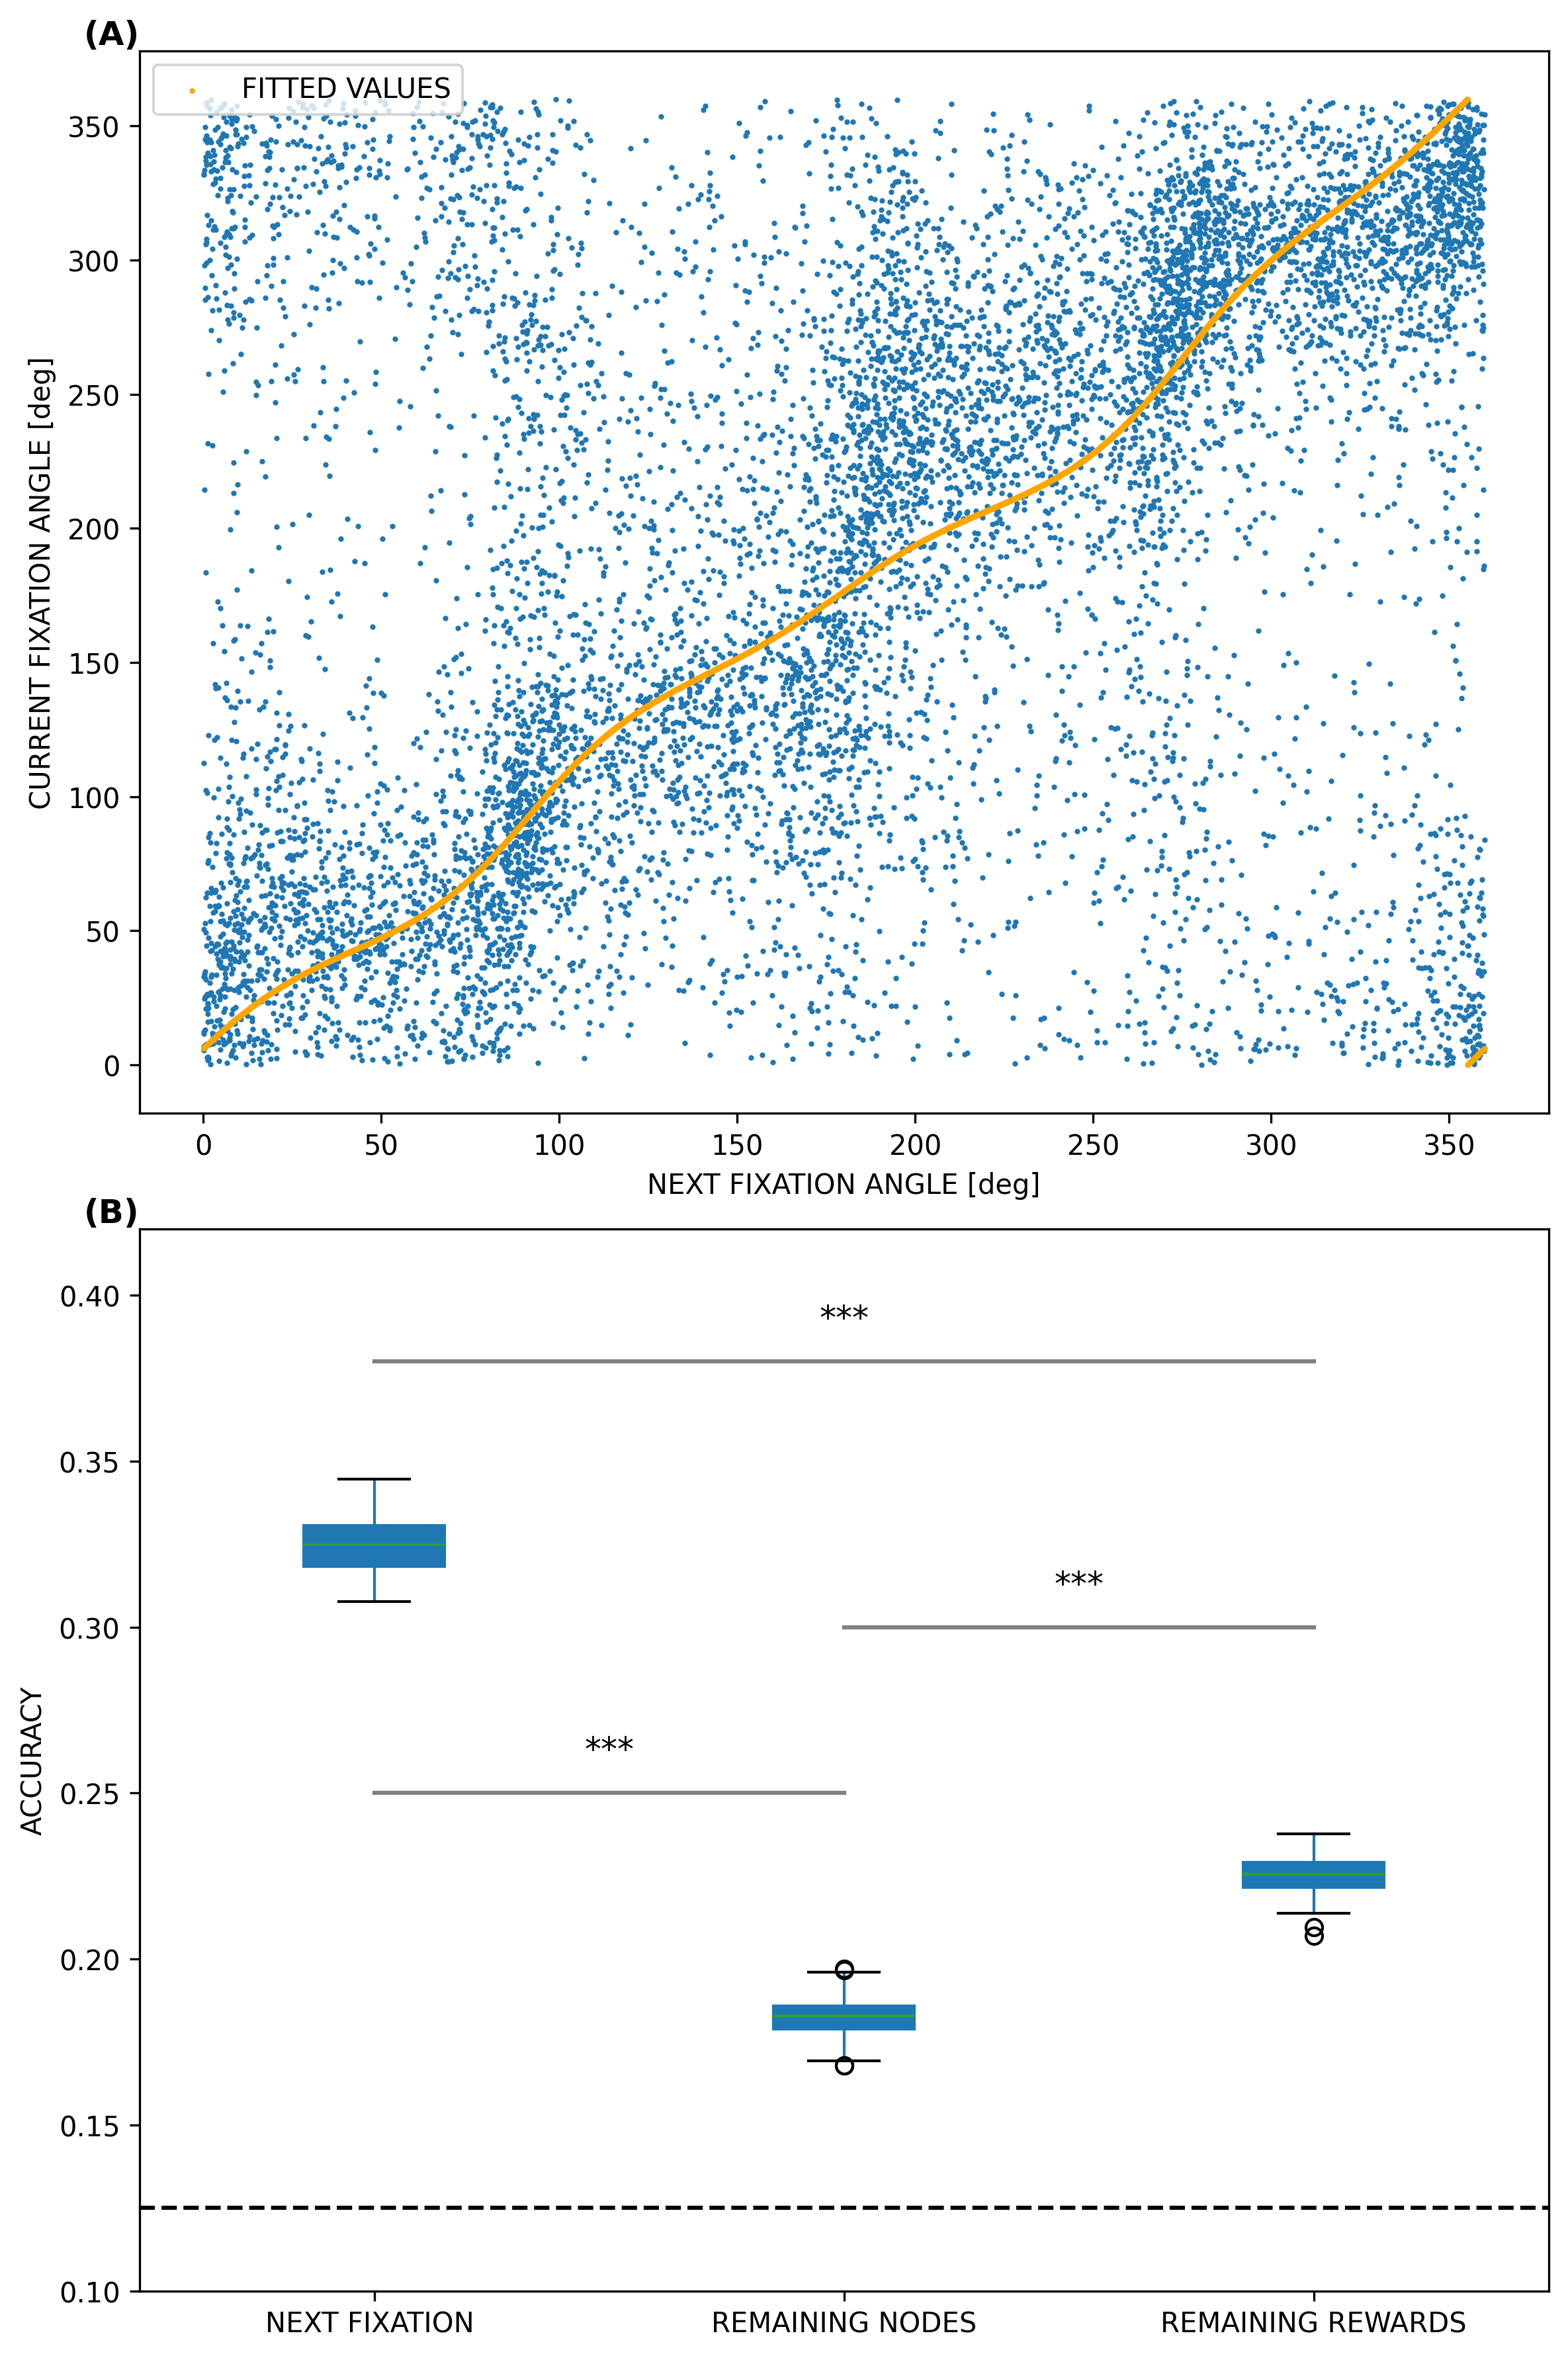 (A)
FITTED VALUES
350
300
250
200
150
100
50
0
CURRENT FIXATION ANGLE [deg]
0 50 100 150 200 250 300 350
NEXT FIXATION ANGLE [deg]
(B)
0.40
0.35
0.30
0.25
0.20
0.15
0.10
ACCURACY
***
***
***
NEXT FIXATION REMAINING NODES REMAINING REWARDS